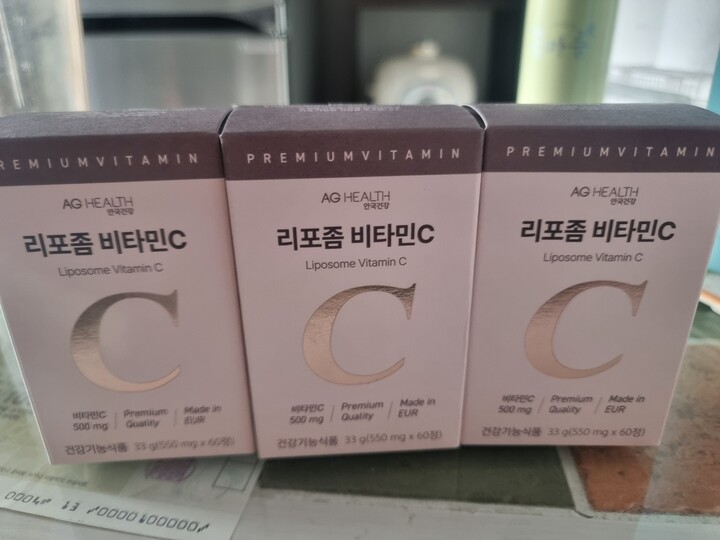 PREMIUMVITAMIN
AG HEALTH
안국건강
리포좀 비타민C
Liposome Vitamin C
C
비타민C
500 mg
Premium
Quality
Made in
EUR
건강기능식품 33 g(550 mg x 60정)
PREMIUMVITAMIN
AG HEALTH
안국건강
리포좀 비타민C
Liposome Vitamin C
C
비타민C
500 mg
Premium
Quality
Made in
EUR
건강기능식품 33 g(550 mg x 60정)
PREMIUMVITAMIN
AG HEALTH
안국건강
리포좀 비타민C
Liposome Vitamin C
C
비타민C
500 mg
Premium
Quality
Made in
EUR
건강기능식품 33 g(550 mg x 60정)